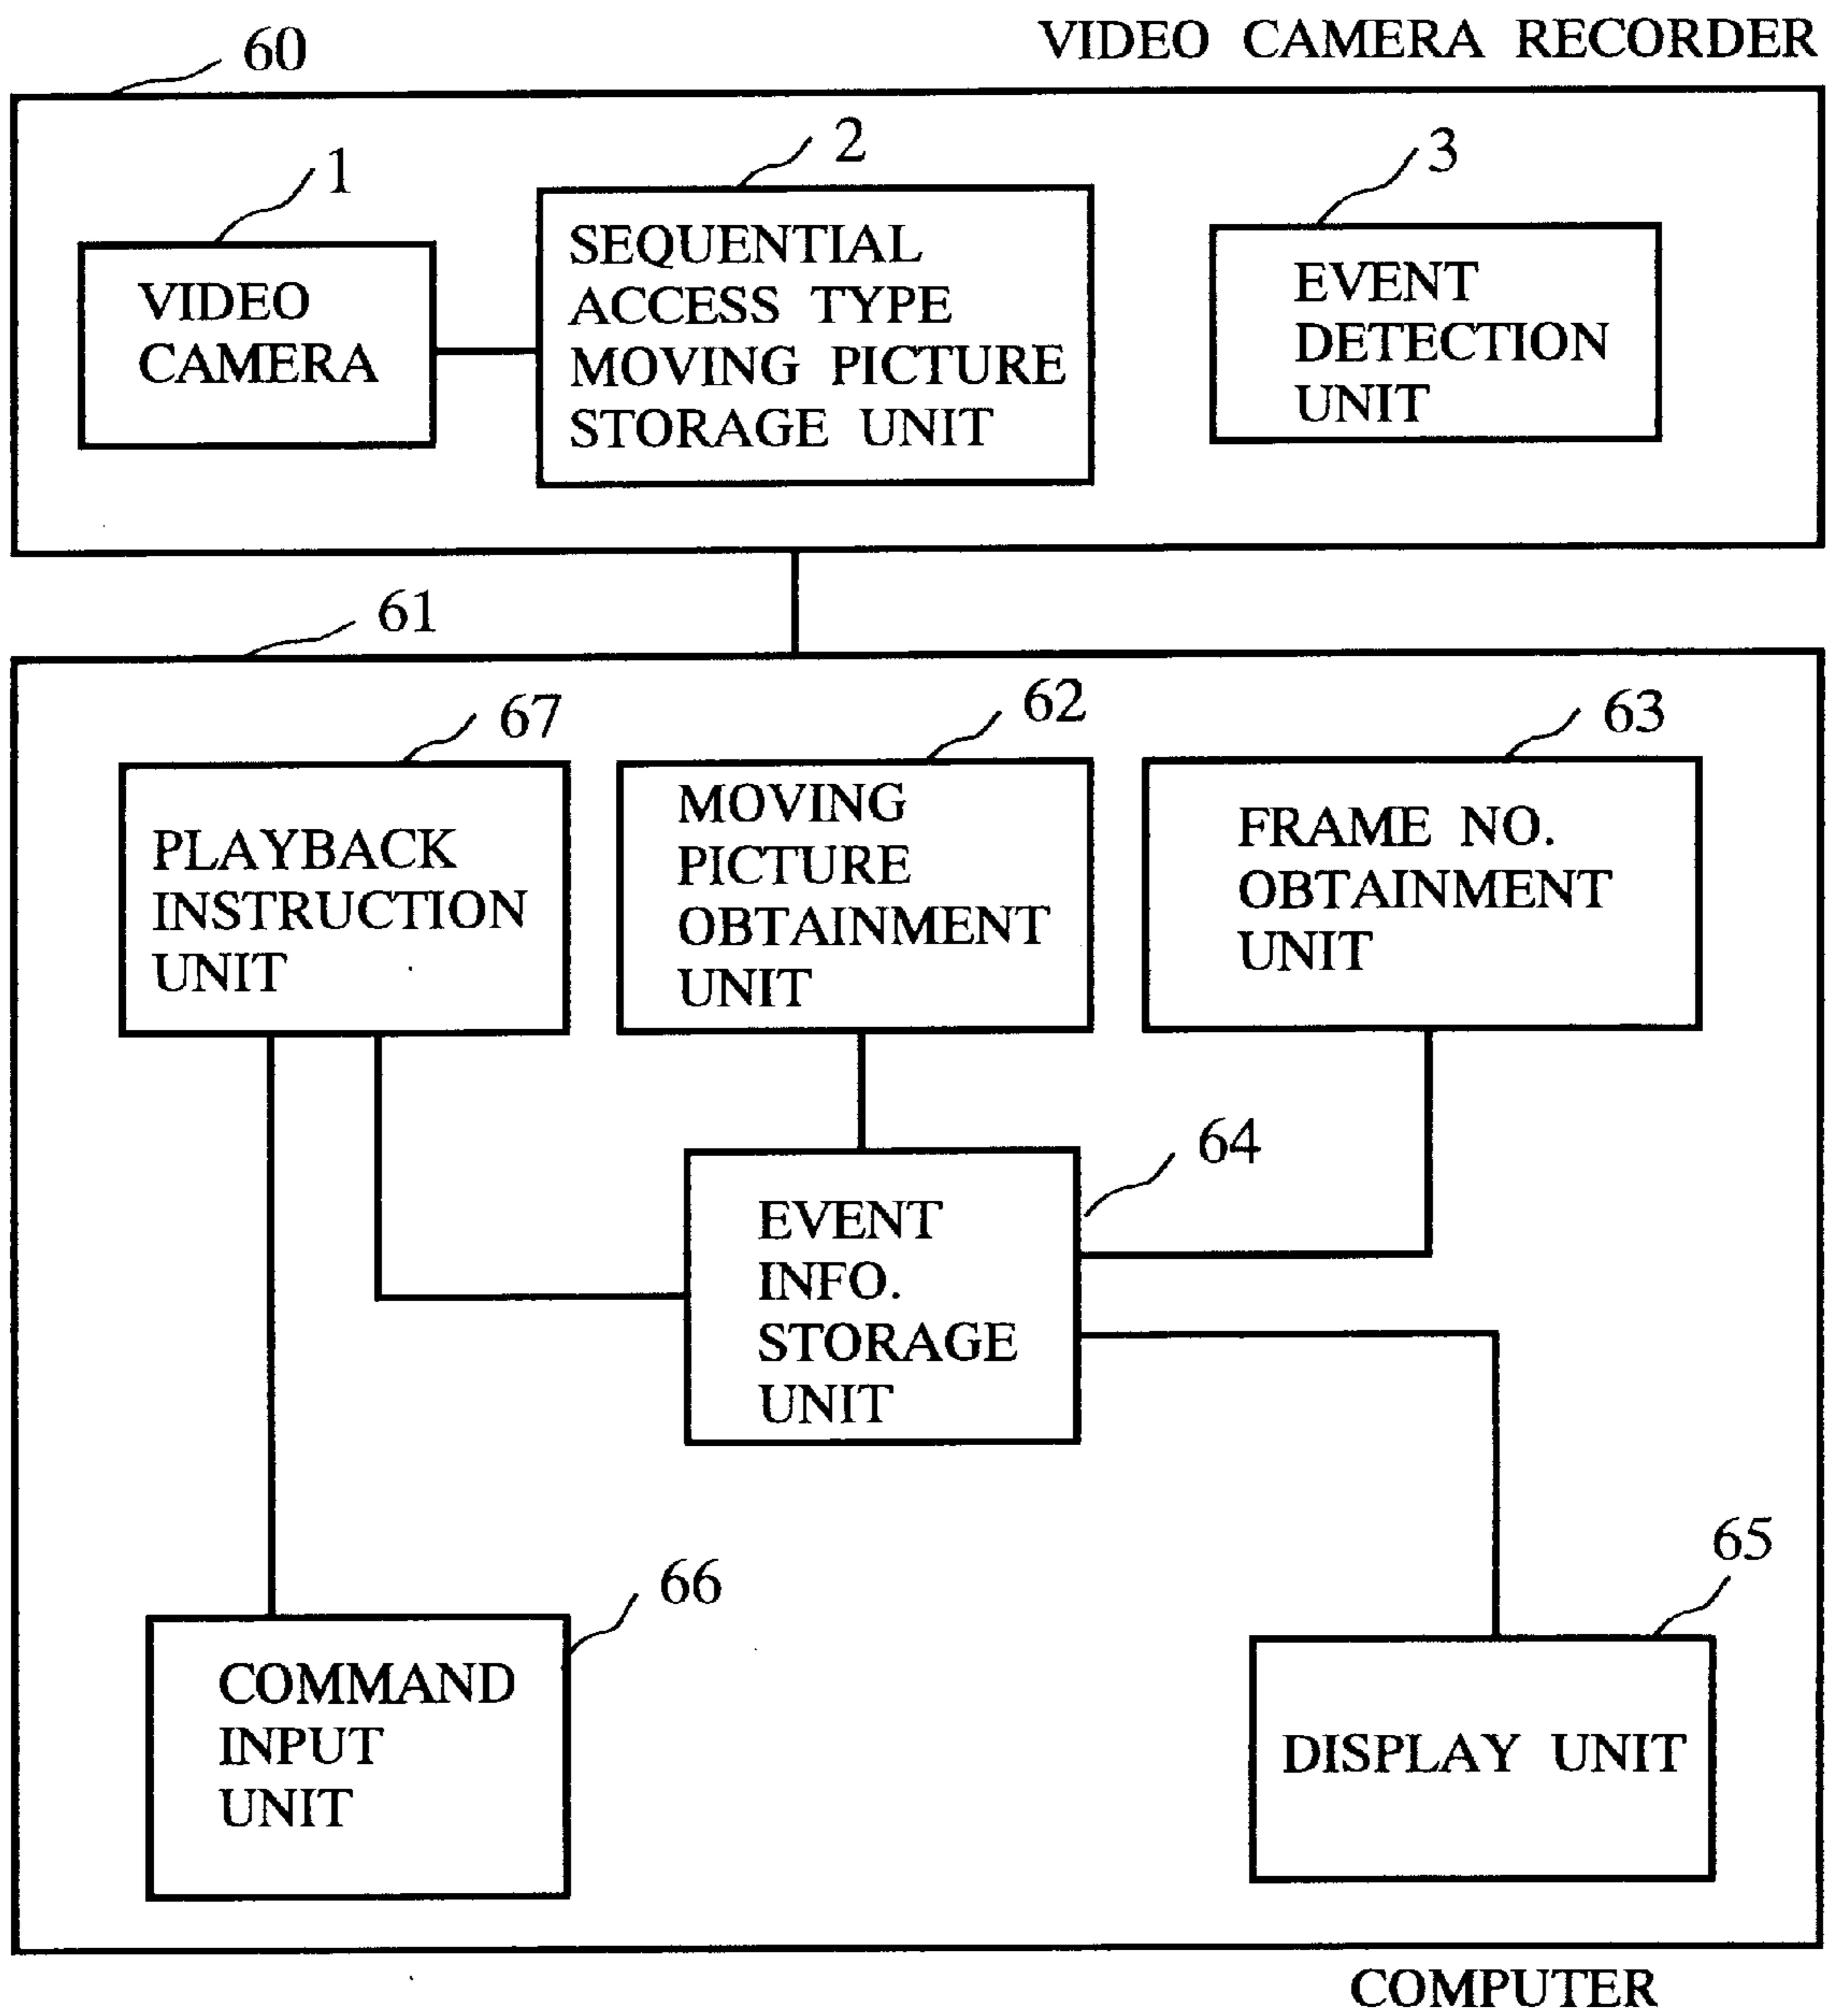 VIDEO CAMERA RECORDER
60
1
2
3
VIDEO
CAMERA
SEQUENTIAL
ACCESS TYPE
MOVING PICTURE
STORAGE UNIT
EVENT
DETECTION
UNIT
61
67
62
63
PLAYBACK
INSTRUCTION
UNIT
MOVING
PICTURE
OBTAINMENT
UNIT
FRAME NO.
OBTAINMENT
UNIT
64
EVENT
INFO.
STORAGE
UNIT
66
65
COMMAND
INPUT
UNIT
DISPLAY UNIT
COMPUTER